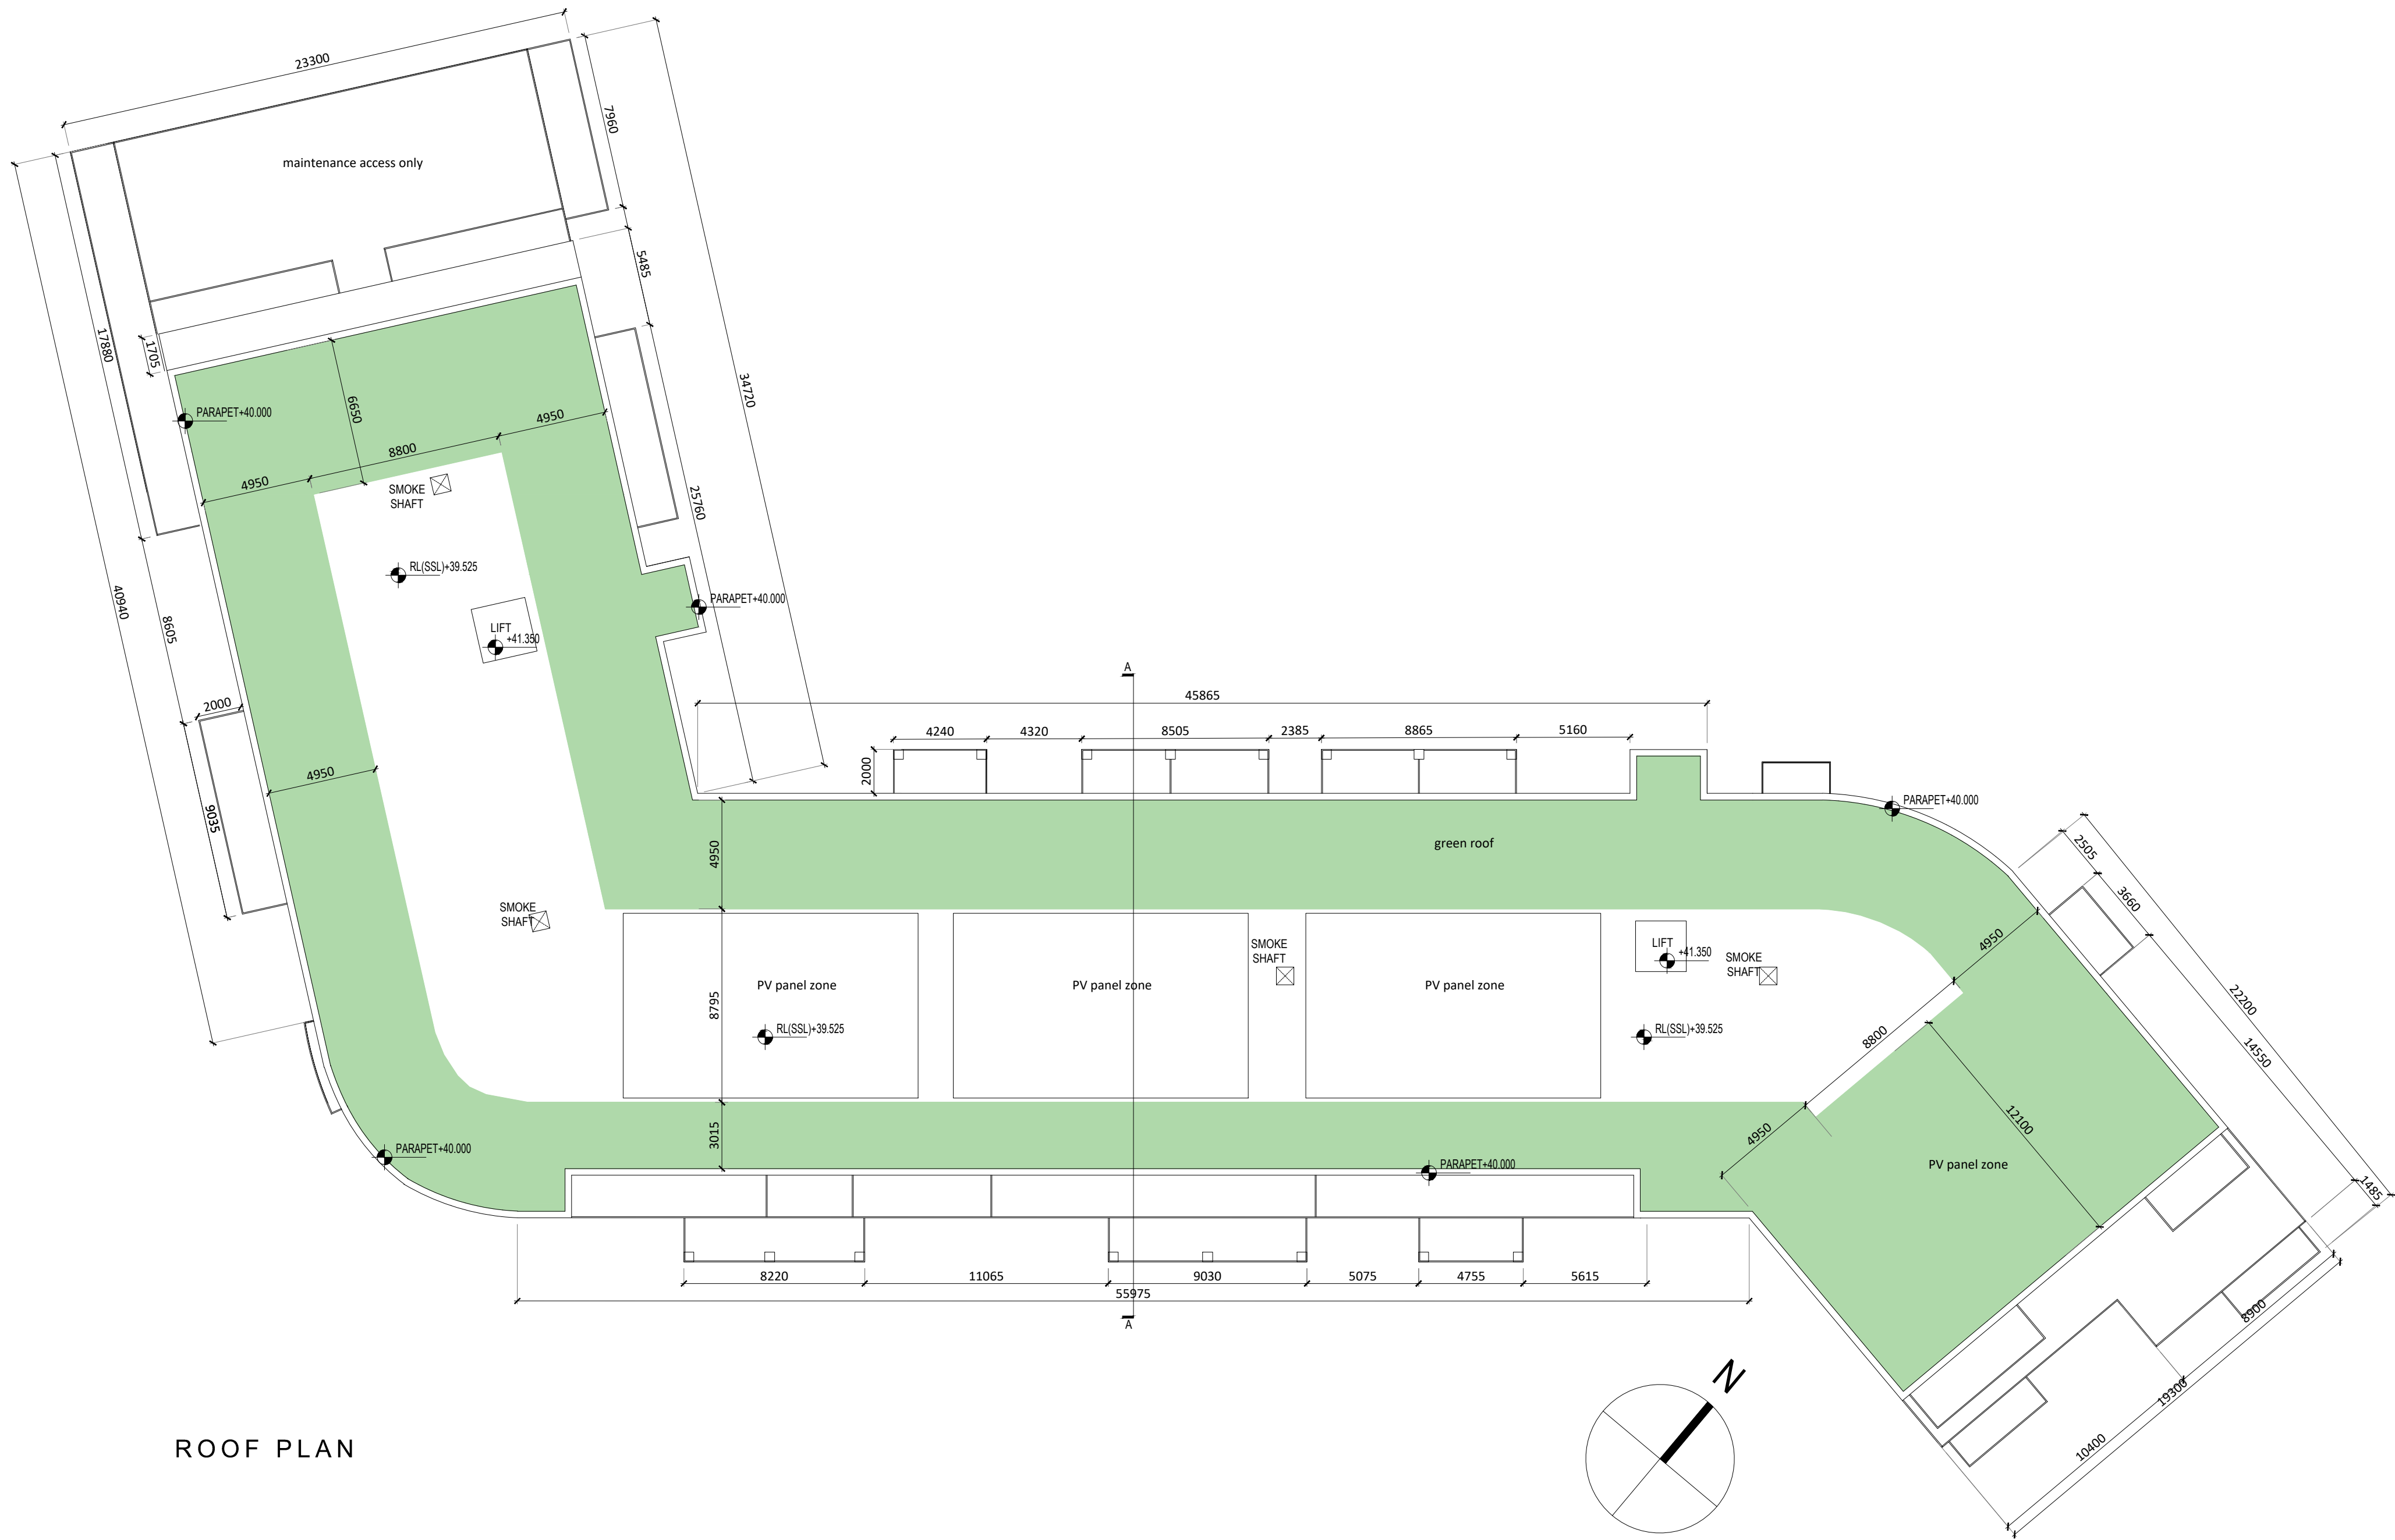 23300
7960
maintenance access only
5485
17880
1705
34720
6650
PARAPET+40.000
4950
8800
4950
SMOKE
SHAFT
25760
RL(SSL)+39.525
40940
8605
PARAPET+40.000
LIFT
+41.350
A
45865
2000
4240
4320
8505
2385
8865
5160
2000
4950
9035
PARAPET+40.000
4950
green roof
2505
3660
SMOKE
SHAFT
4950
SMOKE
SHAFT
LIFT
+41.350
SMOKE
SHAFT
PV panel zone
PV panel zone
PV panel zone
8795
22200
RL(SSL)+39.525
RL(SSL)+39.525
8800
14550
3015
4950
12100
PARAPET+40.000
PARAPET+40.000
PV panel zone
1485
8220
11065
9030
5075
4755
5615
55975
A
8900
N
19300
10400
ROOF PLAN